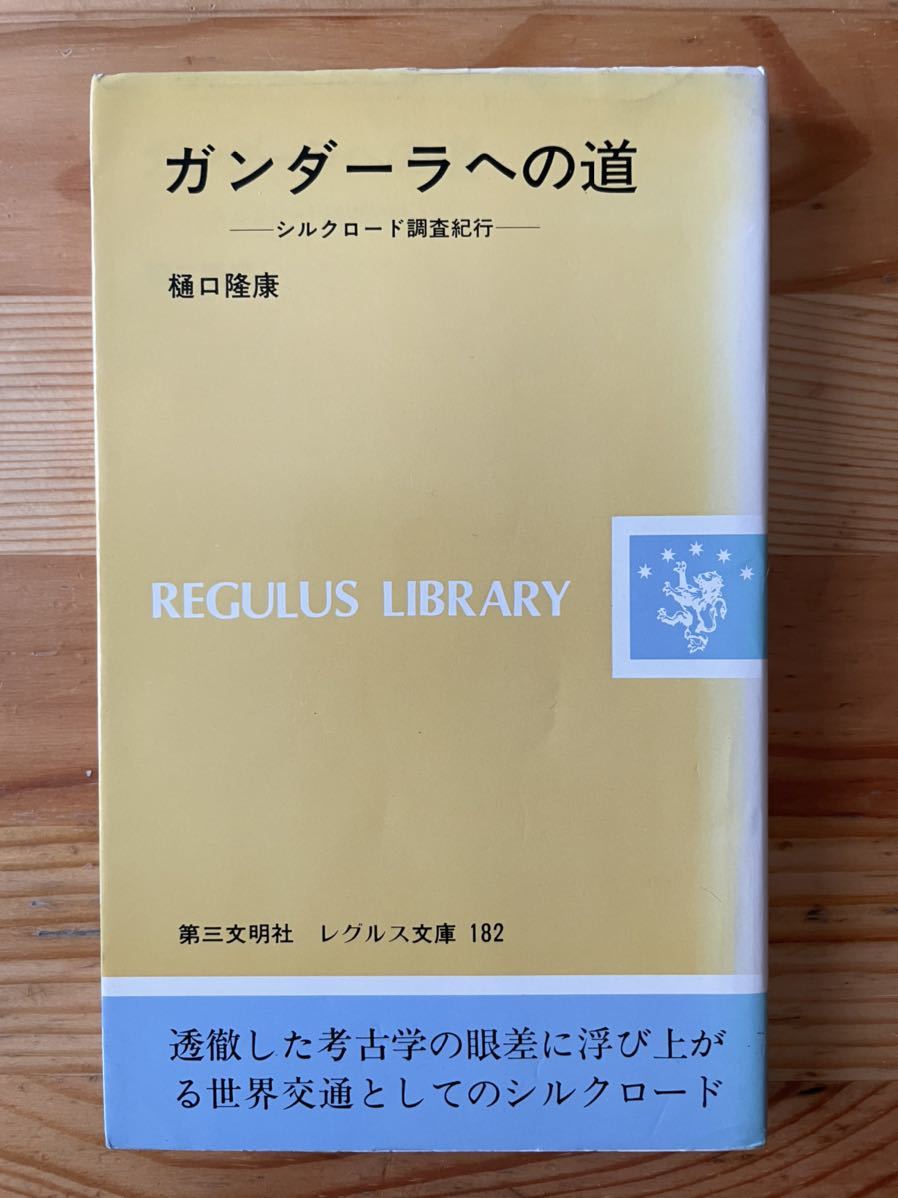 ガンダーラへの道
——シルクロード調査紀行——
樋口隆康
REGULUS LIBRARY
第三文明社 レグルス文庫 182
透徹した考古学の眼差に浮び上が
る世界交通としてのシルクロード